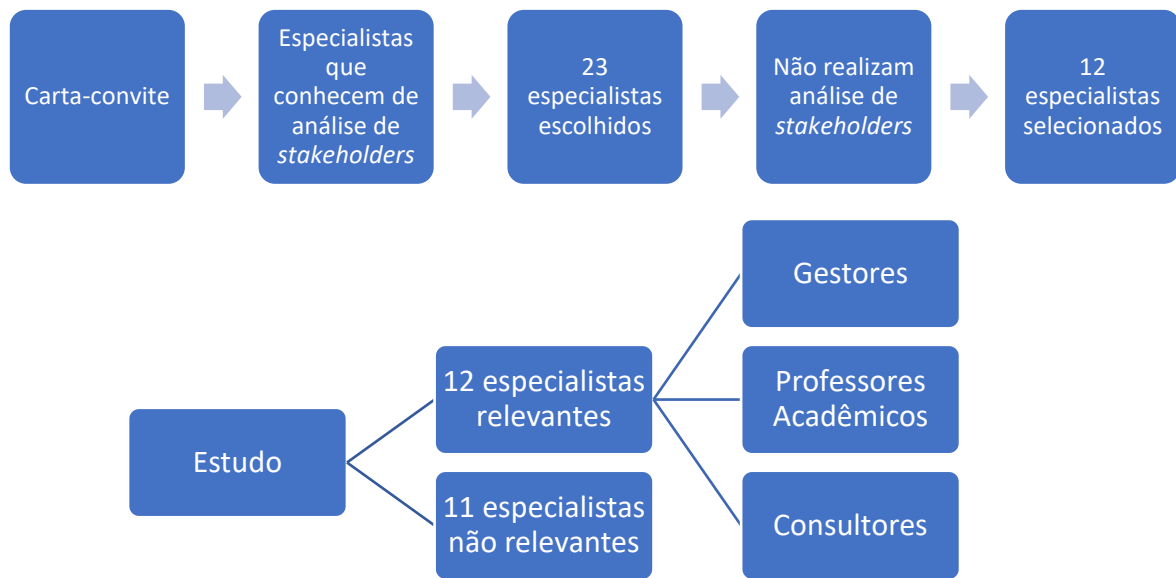 Carta-convite
Especialistas
que
conhecem de
análise de
stakeholders
23
especialistas
escolhidos
Não realizam
análise de
stakeholders
12
especialistas
selecionados
Gestores
12 especialistas
relevantes
Professores
Acadêmicos
Estudo
11 especialistas
não relevantes
Consultores